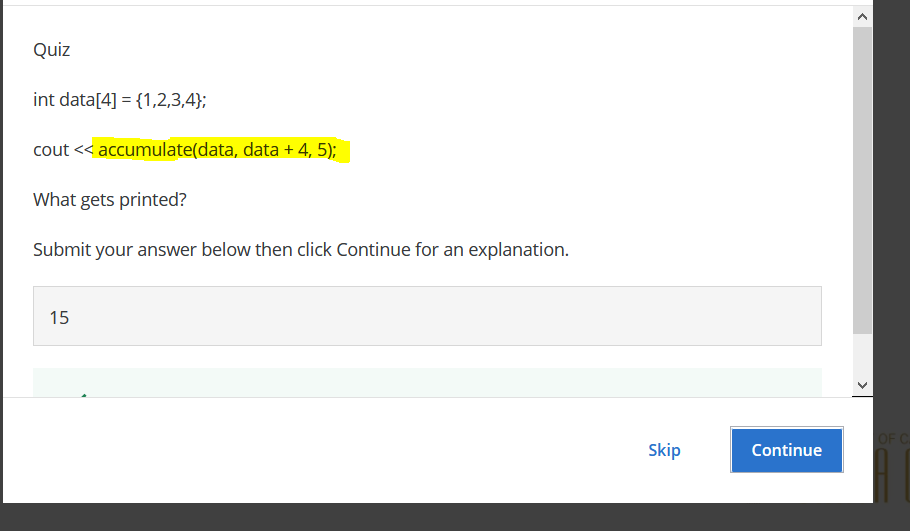 Quiz
int data[4] = {1,2,3,4};
cout << accumulate(data, data + 4, 5);
What gets printed?
Submit your answer below then click Continue for an explanation.
15
Skip
Continue
OF C